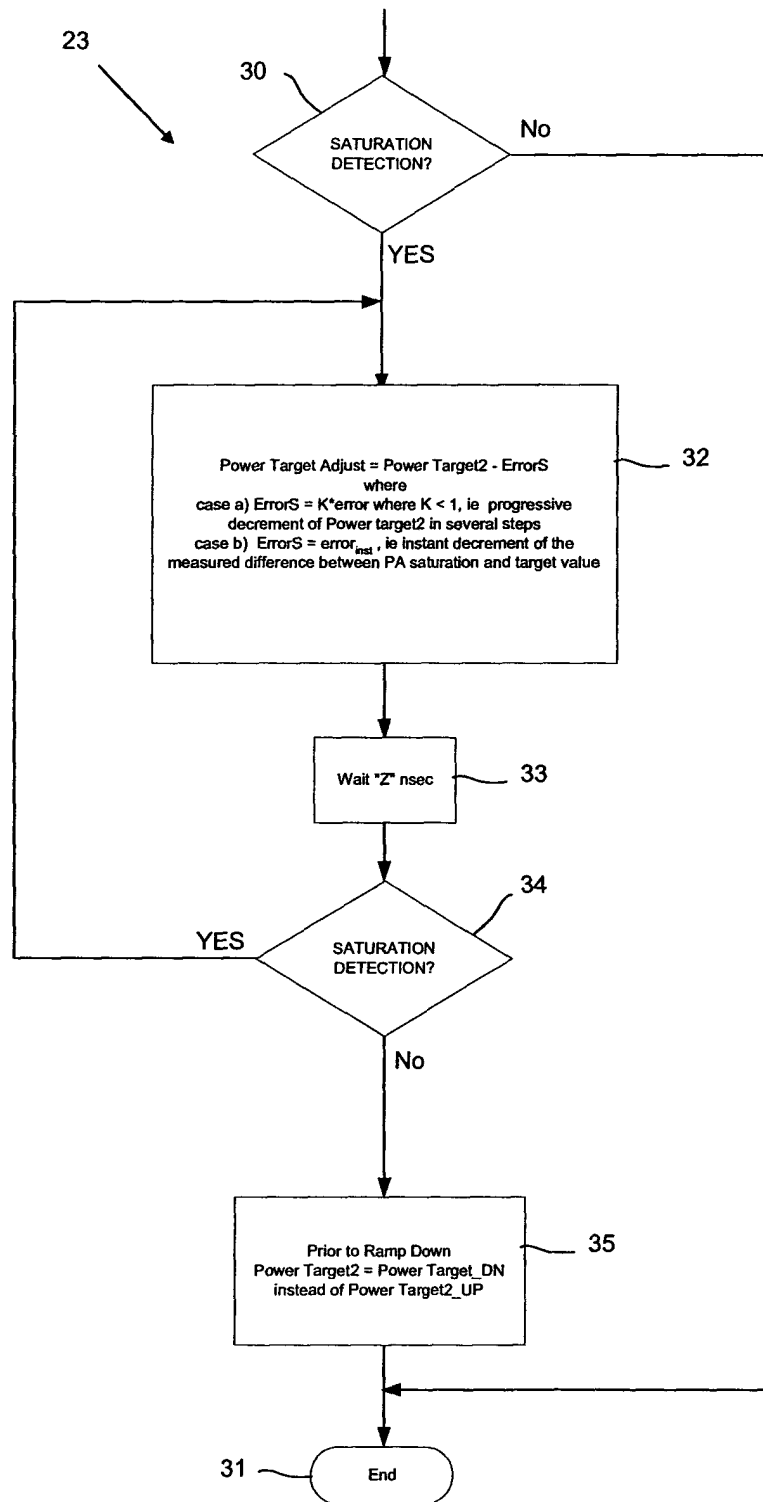 23
30
SATURATION
DETECTION?
No
YES
Power Target Adjust = Power Target2 - ErrorS
where
case a) ErrorS = K*error where K < 1, ie progressive
decrement of Power target2 in several steps
case b) ErrorS = error_inst , ie instant decrement of the
measured difference between PA saturation and target value
32
Wait "Z" nsec
33
34
YES
SATURATION
DETECTION?
No
Prior to Ramp Down
Power Target2 = Power Target_DN
instead of Power Target2_UP
35
31
End